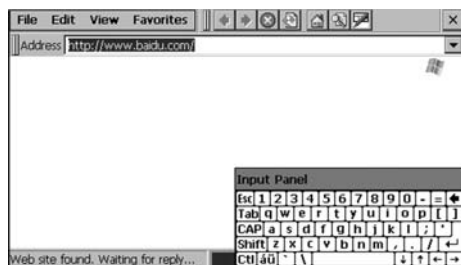 File Edit View Favorites
Address http://www.baidu.com/
Input Panel
Esc 1 2 3 4 5 6 7 8 9 0 - =
Tab q w e r t y u i o p [ ]
CAP a s d f g h j k l ; '
Shift z x c v b n m , . /
Ctl áü ` \
Web site found. Waiting for reply...